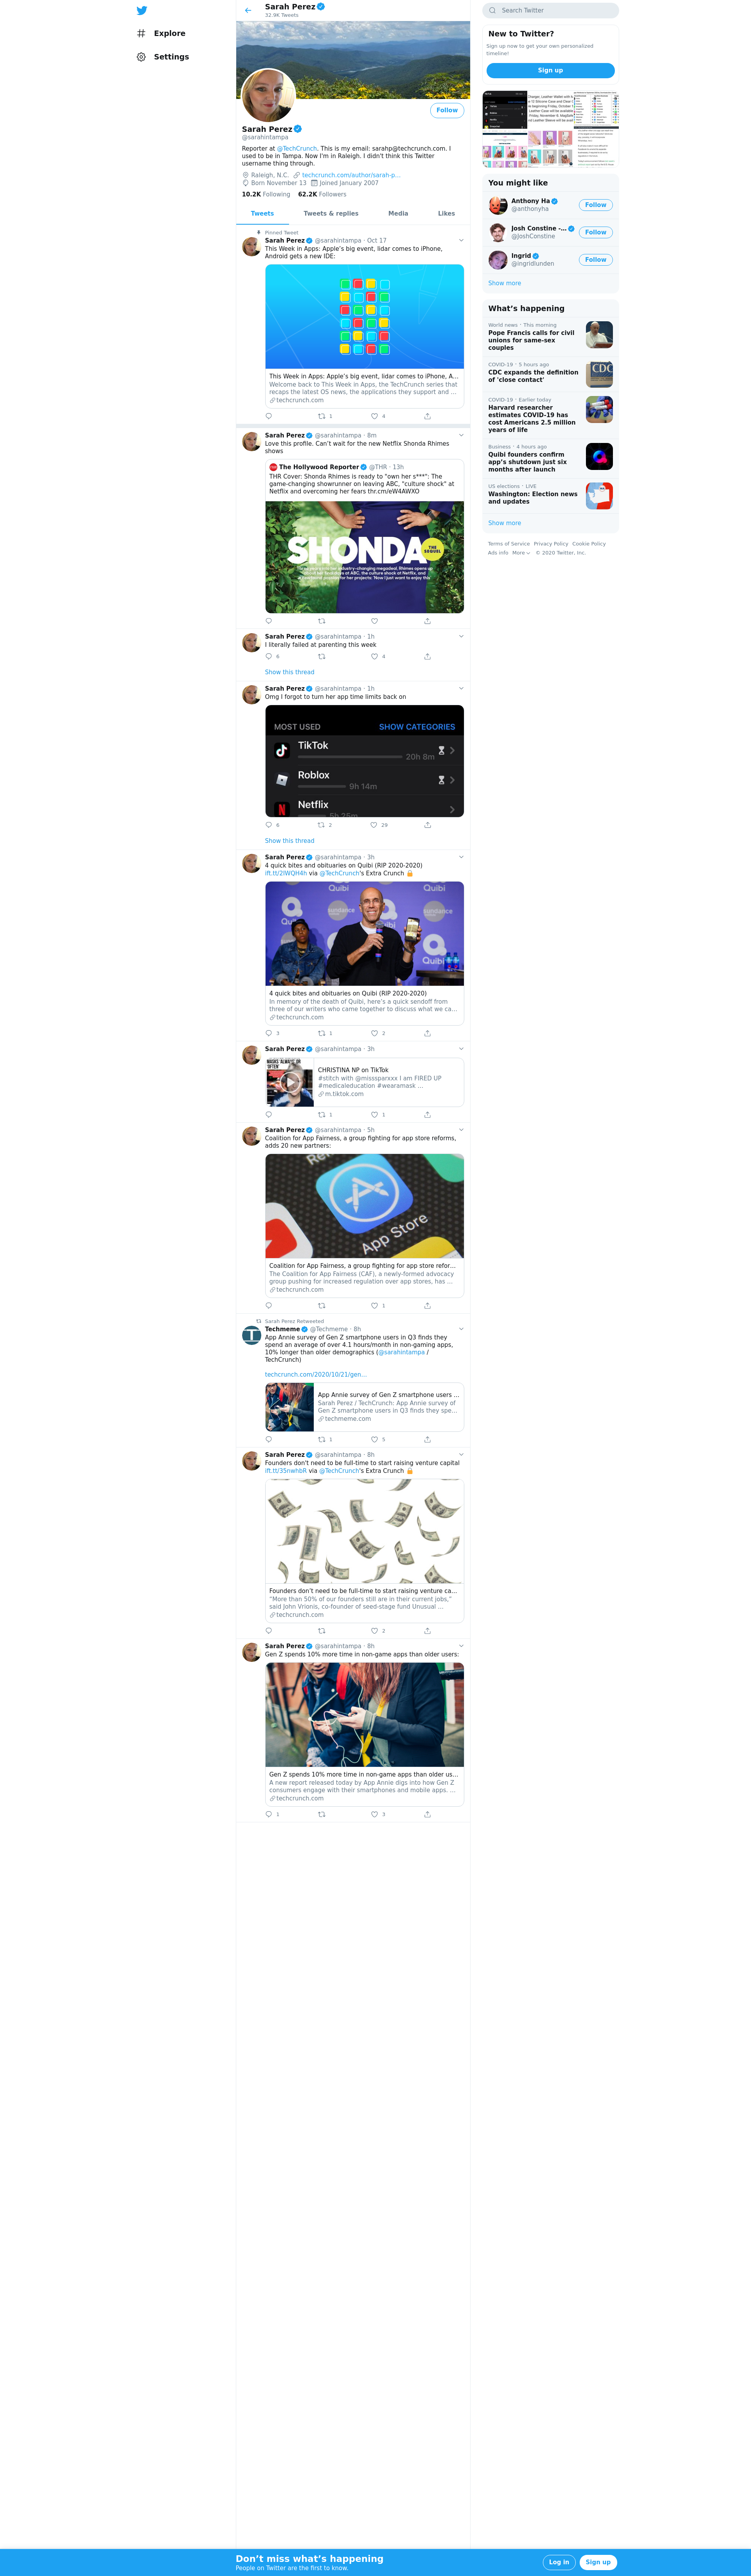 Explore
Settings
Sarah Perez
32.9K Tweets
Follow
Sarah Perez
@sarahintampa
Reporter at @TechCrunch. This is my email: sarahp@techcrunch.com. I
used to be in Tampa. Now I'm in Raleigh. I didn't think this Twitter
username thing through.
Raleigh, N.C. techcrunch.com/author/sarah-p…
Born November 13 Joined January 2007
10.2K Following 62.2K Followers
Tweets Tweets & replies Media Likes
Pinned Tweet
Sarah Perez @sarahintampa · Oct 17
This Week in Apps: Apple's big event, lidar comes to iPhone,
Android gets a new IDE:
This Week in Apps: Apple's big event, lidar comes to iPhone, A…
Welcome back to This Week in Apps, the TechCrunch series that
recaps the latest OS news, the applications they support and …
techcrunch.com
1 4
Sarah Perez @sarahintampa · 8m
Love this profile. Can't wait for the new Netflix Shonda Rhimes
shows
The Hollywood Reporter @THR · 13h
THR Cover: Shonda Rhimes is ready to "own her s***": The
game-changing showrunner on leaving ABC, "culture shock" at
Netflix and overcoming her fears thr.cm/eW4AWXO
SHONDA
THE
SEQUEL
Sarah Perez @sarahintampa · 1h
I literally failed at parenting this week
6 4
Show this thread
Sarah Perez @sarahintampa · 1h
Omg I forgot to turn her app time limits back on
MOST USED SHOW CATEGORIES
TikTok
20h 8m
Roblox
9h 14m
Netflix
5h 25m
6 2 29
Show this thread
Sarah Perez @sarahintampa · 3h
4 quick bites and obituaries on Quibi (RIP 2020-2020)
ift.tt/2IWQH4h via @TechCrunch's Extra Crunch 🔒
Quibi
sundance
4 quick bites and obituaries on Quibi (RIP 2020-2020)
In memory of the death of Quibi, here's a quick sendoff from
three of our writers who came together to discuss what we ca…
techcrunch.com
3 1 2
Sarah Perez @sarahintampa · 3h
MASKS 'ALWAYS' OR
'OFTEN'
CHRISTINA NP on TikTok
#stitch with @misssparxxx I am FIRED UP
#medicaleducation #wearamask …
m.tiktok.com
1 1
Sarah Perez @sarahintampa · 5h
Coalition for App Fairness, a group fighting for app store reforms,
adds 20 new partners:
App Store
Coalition for App Fairness, a group fighting for app store refor…
The Coalition for App Fairness (CAF), a newly-formed advocacy
group pushing for increased regulation over app stores, has …
techcrunch.com
1
Sarah Perez Retweeted
Techmeme @Techmeme · 8h
App Annie survey of Gen Z smartphone users in Q3 finds they
spend an average of over 4.1 hours/month in non-gaming apps,
10% longer than older demographics (@sarahintampa /
TechCrunch)
techcrunch.com/2020/10/21/gen…
App Annie survey of Gen Z smartphone users …
Sarah Perez / TechCrunch: App Annie survey of
Gen Z smartphone users in Q3 finds they spe…
techmeme.com
1 5
Sarah Perez @sarahintampa · 8h
Founders don't need to be full-time to start raising venture capital
ift.tt/35nwhbR via @TechCrunch's Extra Crunch 🔒
Founders don't need to be full-time to start raising venture ca…
"More than 50% of our founders still are in their current jobs,"
said John Vrionis, co-founder of seed-stage fund Unusual …
techcrunch.com
2
Sarah Perez @sarahintampa · 8h
Gen Z spends 10% more time in non-game apps than older users:
Gen Z spends 10% more time in non-game apps than older us…
A new report released today by App Annie digs into how Gen Z
consumers engage with their smartphones and mobile apps. …
techcrunch.com
1 3
Search Twitter
New to Twitter?
Sign up now to get your own personalized
timeline!
Sign up
You might like
Anthony Ha
@anthonyha
Follow
Josh Constine -…
@JoshConstine
Follow
Ingrid
@ingridlunden
Follow
Show more
What's happening
World news · This morning
Pope Francis calls for civil
unions for same-sex
couples
COVID-19 · 5 hours ago
CDC expands the definition
of 'close contact'
CDC
COVID-19 · Earlier today
Harvard researcher
estimates COVID-19 has
cost Americans 2.5 million
years of life
Business · 4 hours ago
Quibi founders confirm
app's shutdown just six
months after launch
US elections · LIVE
Washington: Election news
and updates
Show more
Terms of Service Privacy Policy Cookie Policy
Ads info More © 2020 Twitter, Inc.
Don't miss what's happening
People on Twitter are the first to know.
Log in
Sign up